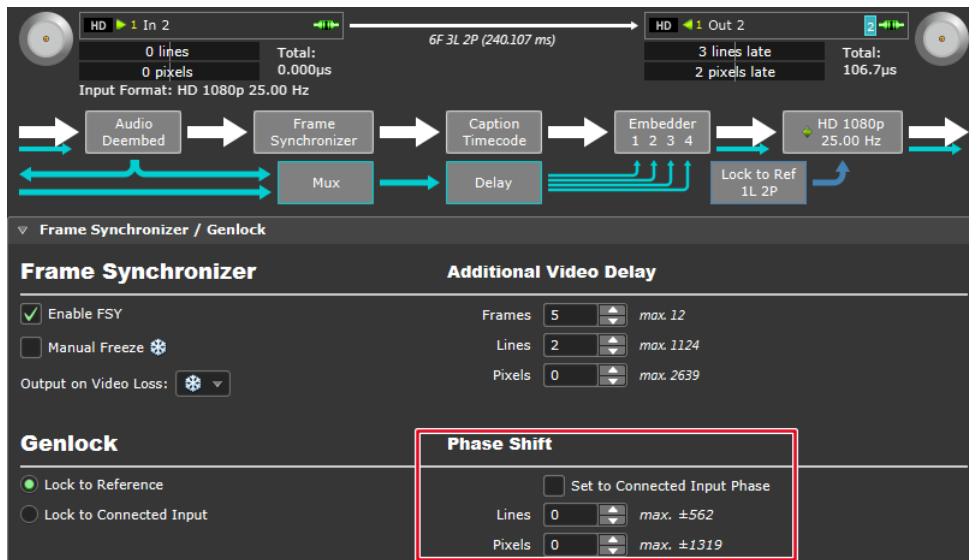 HD 1 In 2
6F 3L 2P (240.107 ms)
HD 1 Out 2 2
0 lines
0 pixels
Total:
0.000µs
Input Format: HD 1080p 25.00 Hz
3 lines late
2 pixels late
Total:
106.7µs
Audio
Deembed
Frame
Synchronizer
Caption
Timecode
Embedder
1 2 3 4
HD 1080p
25.00 Hz
Mux
Delay
Lock to Ref
1L 2P
Frame Synchronizer / Genlock
Frame Synchronizer
Enable FSY
Manual Freeze
Output on Video Loss:
Additional Video Delay
Frames 5 max. 12
Lines 2 max. 1124
Pixels 0 max. 2639
Genlock
Lock to Reference
Lock to Connected Input
Phase Shift
Set to Connected Input Phase
Lines 0 max. ±562
Pixels 0 max. ±1319